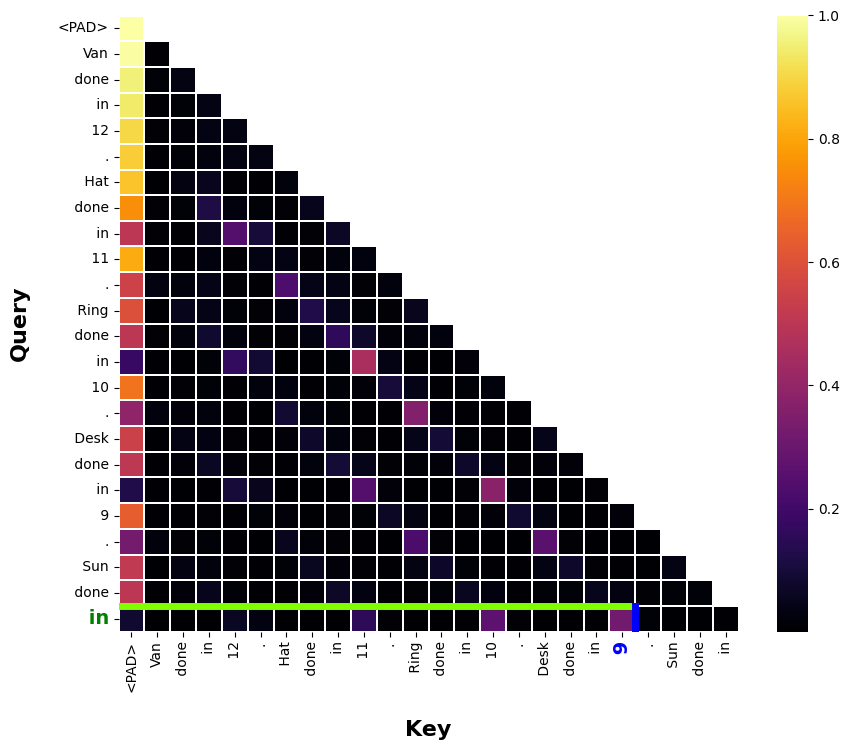 <PAD>
Van
done
in
12
.
Hat
done
in
11
.
Ring
done
in
10
.
Desk
done
in
9
.
Sun
done
in
Query
<PAD>
Van
done
in
12
.
Hat
done
in
11
.
Ring
done
in
10
.
Desk
done
in
9
.
Sun
done
in
Key
1.0
0.8
0.6
0.4
0.2